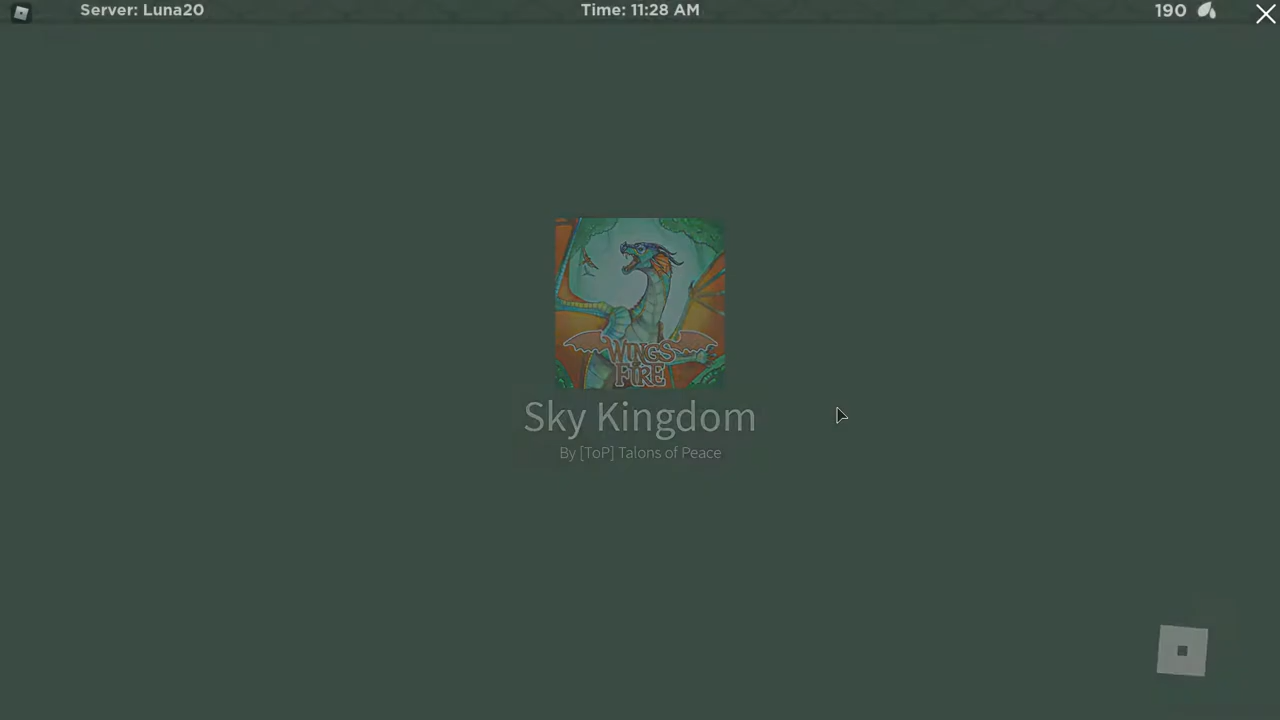 Server: Luna20
Time: 11:28 AM
190
WINGS
FIRE
Sky Kingdom
By [ToP] Talons of Peace